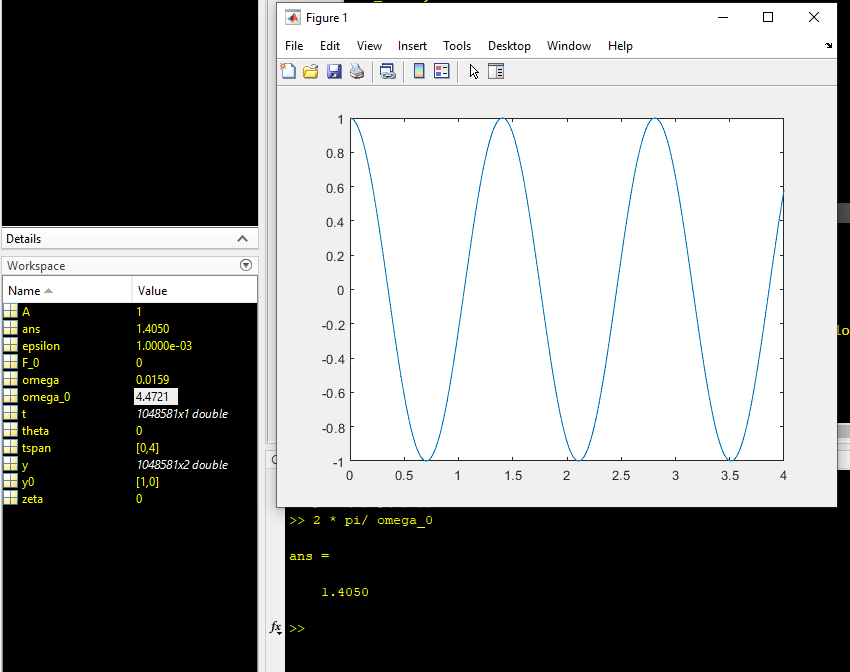 Figure 1
File Edit View Insert Tools Desktop Window Help
1
0.8
0.6
0.4
0.2
0
-0.2
-0.4
-0.6
-0.8
-1
0 0.5 1 1.5 2 2.5 3 3.5 4
Details
Workspace
Name Value
A 1
ans 1.4050
epsilon 1.0000e-03
F_0 0
omega 0.0159
omega_0 4.4721
t 1048581x1 double
theta 0
tspan [0,4]
y 1048581x2 double
y0 [1,0]
zeta 0
>> 2 * pi/ omega_0
ans =
1.4050
fx >>